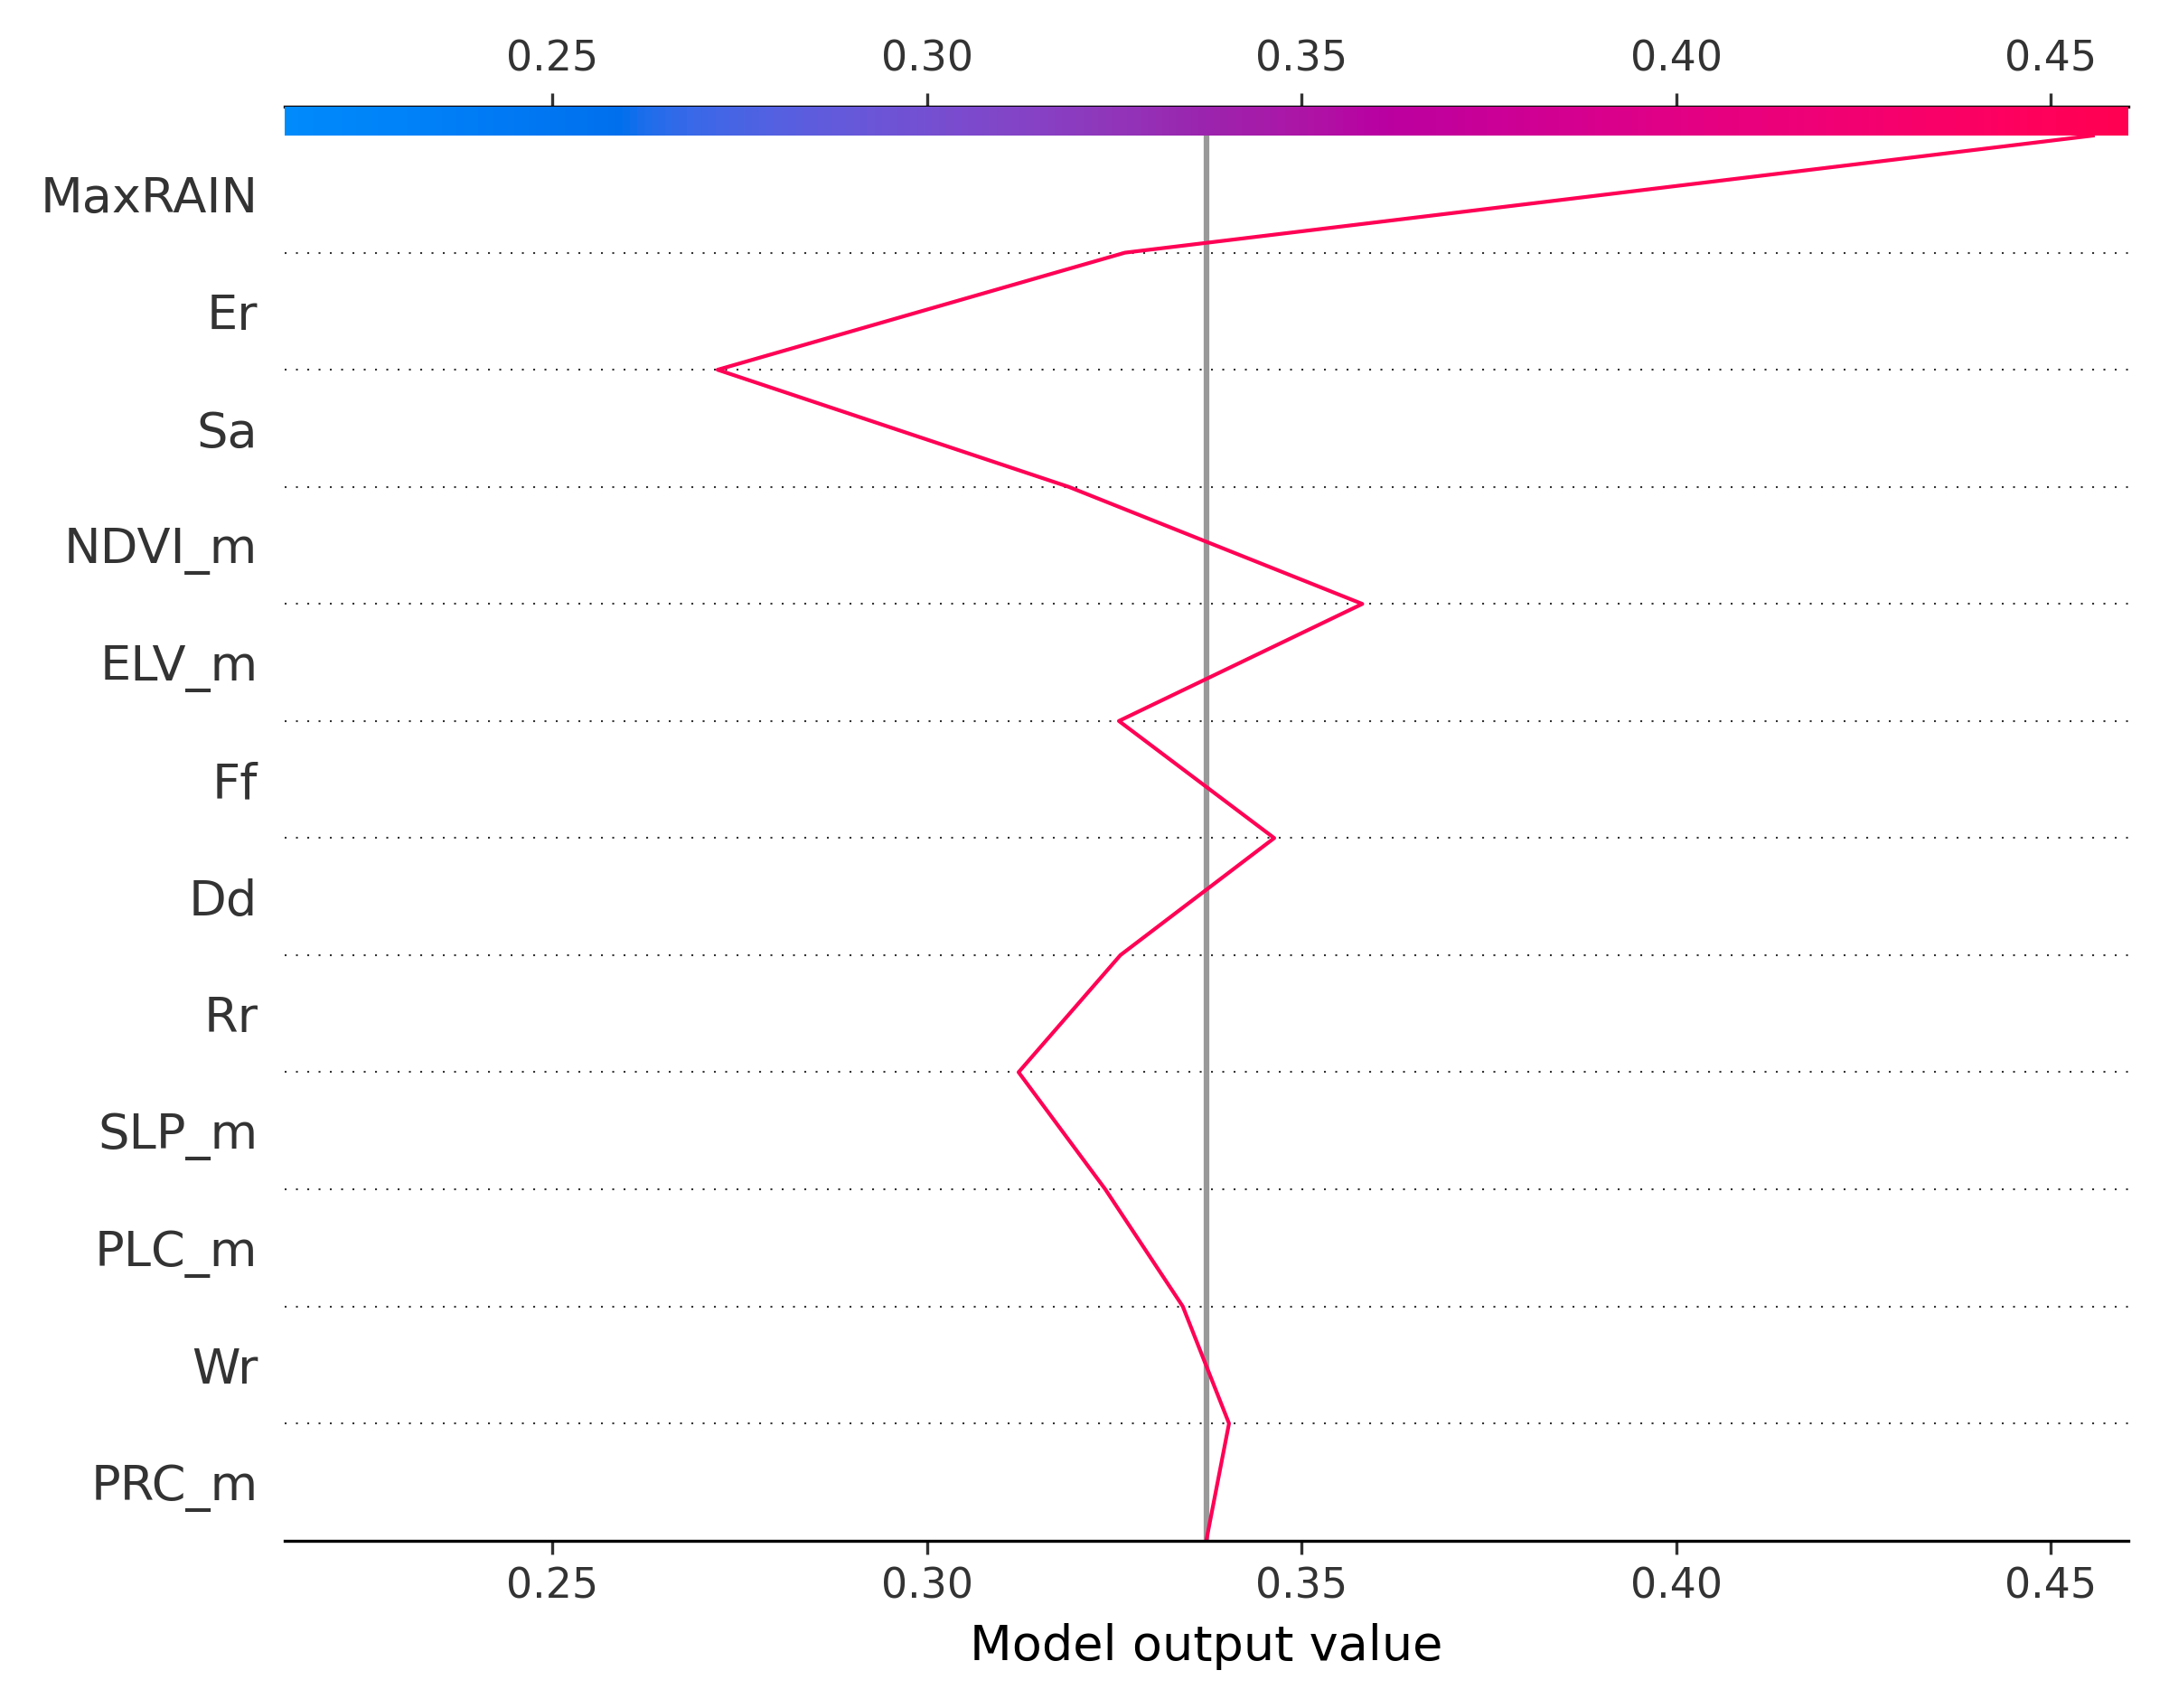 0.25 0.30 0.35 0.40 0.45
MaxRAIN
Er
Sa
NDVI_m
ELV_m
Ff
Dd
Rr
SLP_m
PLC_m
Wr
PRC_m
0.25 0.30 0.35 0.40 0.45
Model output value